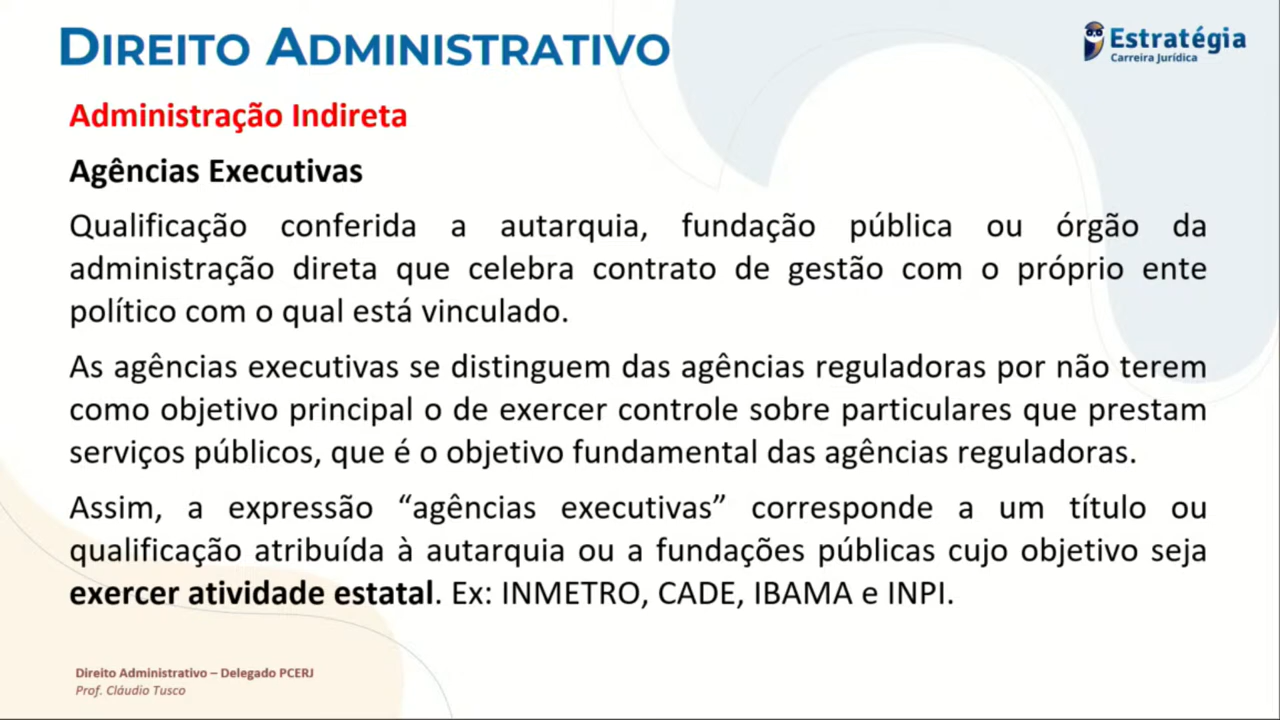 DIREITO ADMINISTRATIVO
Estratégia
Carreira Jurídica
Administração Indireta
Agências Executivas
Qualificação conferida a autarquia, fundação pública ou órgão da
administração direta que celebra contrato de gestão com o próprio ente
político com o qual está vinculado.
As agências executivas se distinguem das agências reguladoras por não terem
como objetivo principal o de exercer controle sobre particulares que prestam
serviços públicos, que é o objetivo fundamental das agências reguladoras.
Assim, a expressão “agências executivas” corresponde a um título ou
qualificação atribuída à autarquia ou a fundações públicas cujo objetivo seja
exercer atividade estatal. Ex: INMETRO, CADE, IBAMA e INPI.
Direito Administrativo – Delegado PCERJ
Prof. Cláudio Tusco